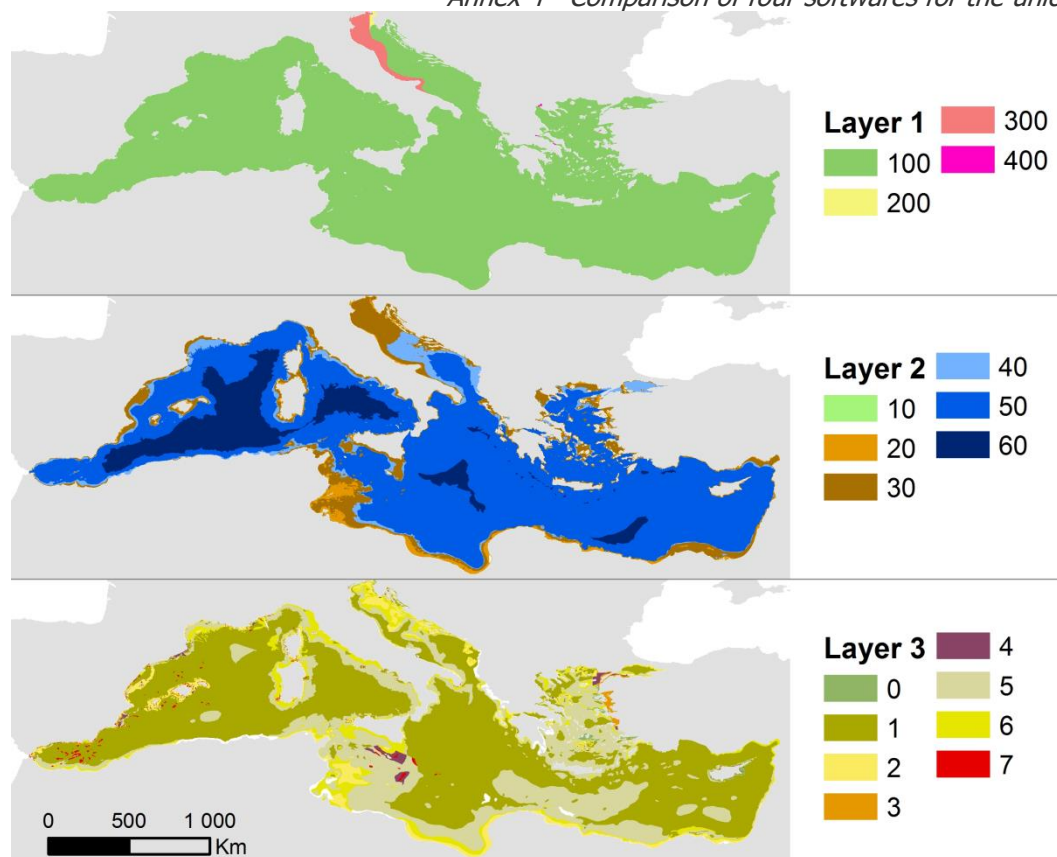 Annex 1 - Comparison of four softwares for the unio
Layer 1 300
100 400
200
Layer 2 40
10 50
20 60
30
Layer 3 4
0 5
1 6
2 7
3
0 500 1 000
Km